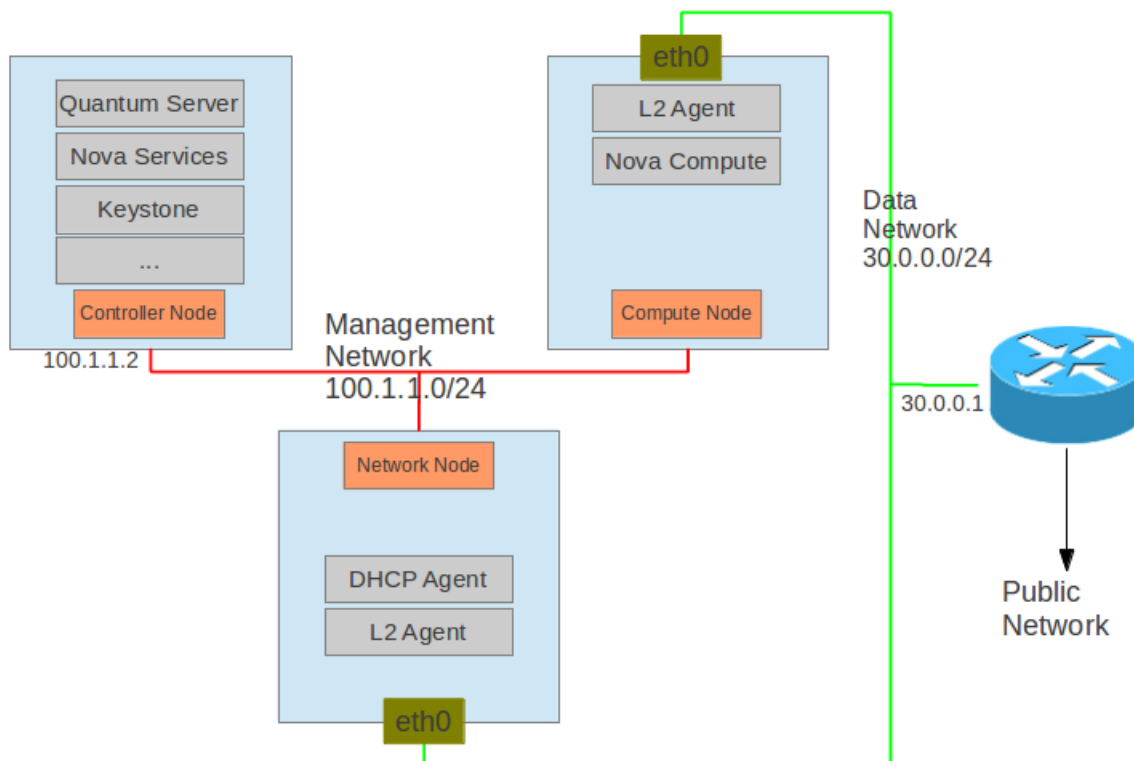 eth0
Quantum Server
Nova Services
Keystone
...
Controller Node
100.1.1.2
L2 Agent
Nova Compute
Compute Node
Data
Network
30.0.0.0/24
Management
Network
100.1.1.0/24
30.0.0.1
Network Node
DHCP Agent
L2 Agent
eth0
Public
Network